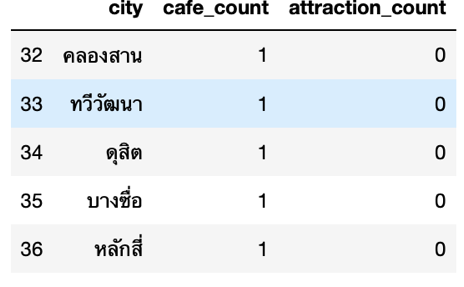 city cafe_count attraction_count
32 คลองสาน 1 0
33 ทวีวัฒนา 1 0
34 ดุสิต 1 0
35 บางซื่อ 1 0
36 หลักสี่ 1 0